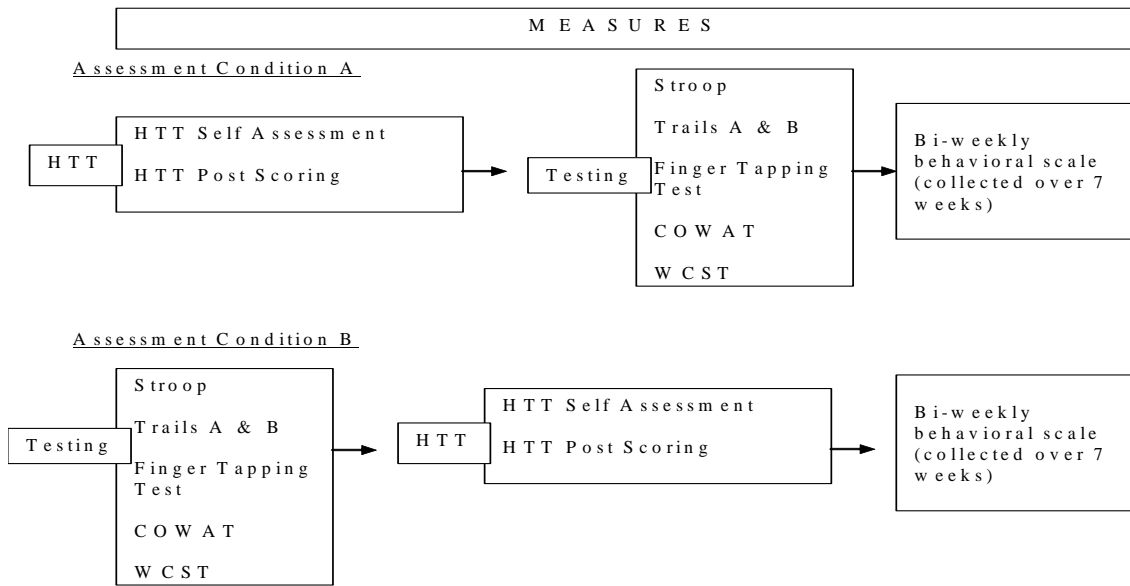 MEASURES
Assessment Condition A
HTT
HTT Self Assessment
HTT Post Scoring
Testing
Stroop
Trails A & B
Finger Tapping
Test
COWAT
WCST
Bi-weekly
behavioral scale
(collected over 7
weeks)
Assessment Condition B
Testing
Stroop
Trails A & B
Finger Tapping
Test
COWAT
WCST
HTT
HTT Self Assessment
HTT Post Scoring
Bi-weekly
behavioral scale
(collected over 7
weeks)